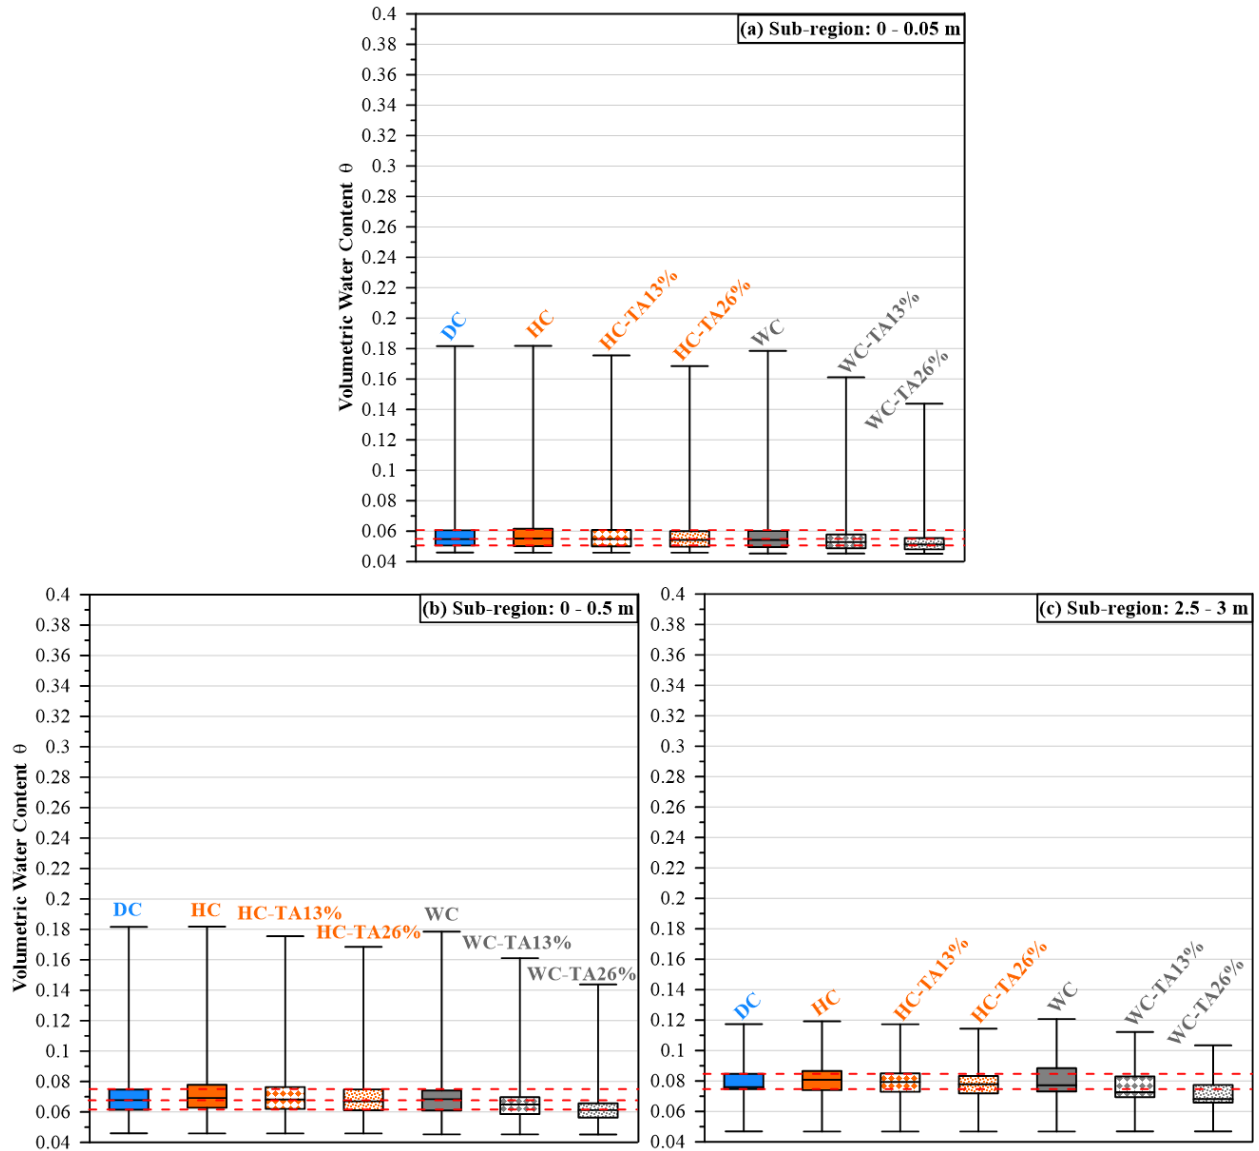 (a) Sub-region: 0 - 0.05 m
0.4
0.38
0.36
0.34
0.32
0.3
0.28
0.26
0.24
0.22
0.2
0.18
0.16
0.14
0.12
0.1
0.08
0.06
0.04
Volumetric Water Content θ
DC
HC
HC-TA13%
HC-TA26%
WC
WC-TA13%
WC-TA26%
(b) Sub-region: 0 - 0.5 m
0.4
0.38
0.36
0.34
0.32
0.3
0.28
0.26
0.24
0.22
0.2
0.18
0.16
0.14
0.12
0.1
0.08
0.06
0.04
Volumetric Water Content θ
DC
HC
HC-TA13%
HC-TA26%
WC
WC-TA13%
WC-TA26%
(c) Sub-region: 2.5 - 3 m
0.4
0.38
0.36
0.34
0.32
0.3
0.28
0.26
0.24
0.22
0.2
0.18
0.16
0.14
0.12
0.1
0.08
0.06
0.04
DC
HC
HC-TA13%
HC-TA26%
WC
WC-TA13%
WC-TA26%